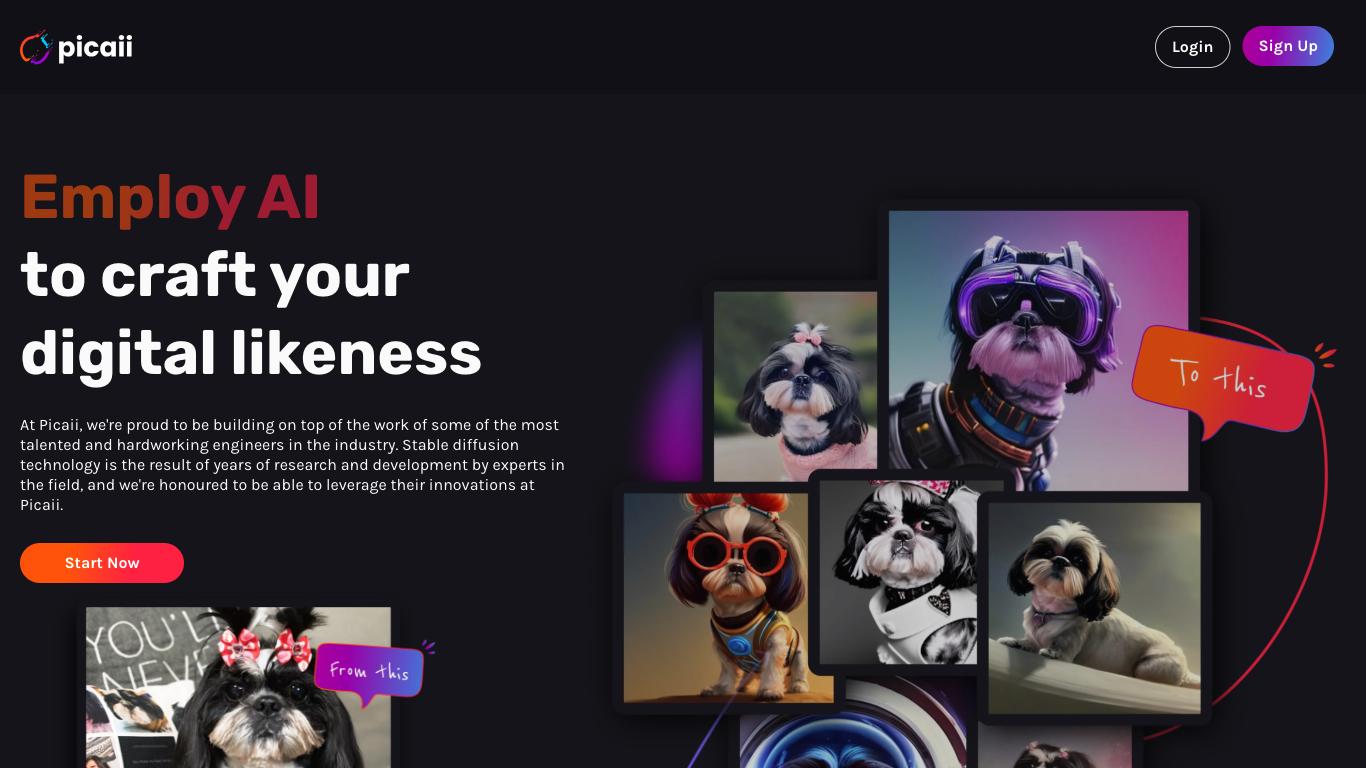 picaii
Login
Sign Up
Employ AI
to craft your
digital likeness
To this
At Picaii, we're proud to be building on top of the work of some of the most
talented and hardworking engineers in the industry. Stable diffusion
technology is the result of years of research and development by experts in
the field, and we're honoured to be able to leverage their innovations at
Picaii.
Start Now
YOU'LL
NEVER
From this